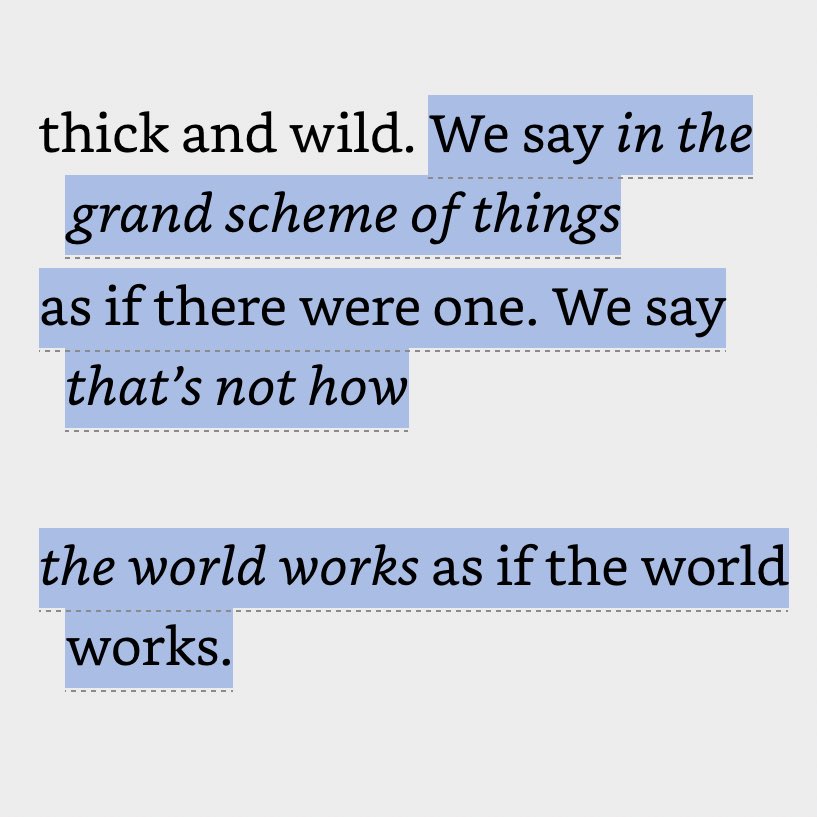 thick and wild. We say in the
grand scheme of things
as if there were one. We say
that’s not how
the world works as if the world
works.